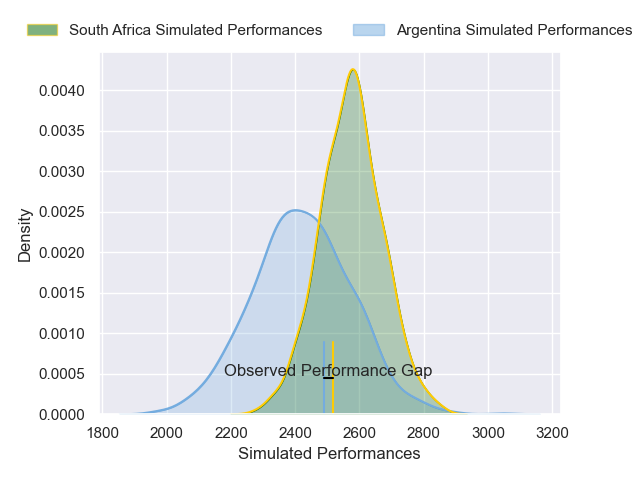 South Africa Simulated Performances
Argentina Simulated Performances
0.0040
0.0035
0.0030
0.0025
0.0020
0.0015
0.0010
0.0005
0.0000
Density
Observed Performance Gap
1800 2000 2200 2400 2600 2800 3000 3200
Simulated Performances